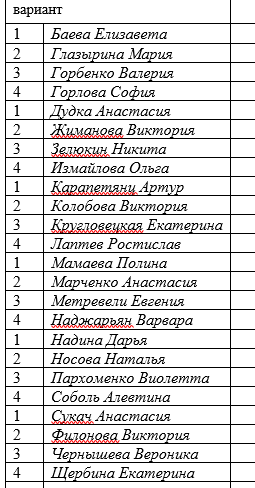 вариант
1 Баева Елизавета
2 Глазырина Мария
3 Горбенко Валерия
4 Горлова София
1 Дудка Анастасия
2 Жиманова Виктория
3 Зелюкин Никита
4 Измайлова Ольга
1 Карапетянц Артур
2 Колобова Виктория
3 Кругловецкая Екатерина
4 Лаптев Ростислав
1 Мамаева Полина
2 Марченко Анастасия
3 Метревели Евгения
4 Наджарьян Варвара
1 Надина Дарья
2 Носова Наталья
3 Пархоменко Виолетта
4 Соболь Алевтина
1 Сукач Анастасия
2 Филонова Виктория
3 Чернышева Вероника
4 Щербина Екатерина